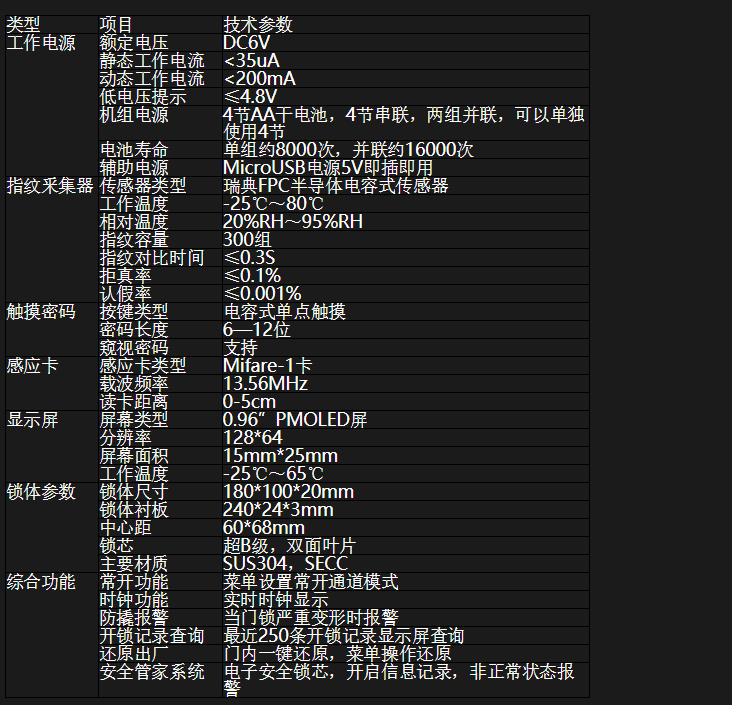 类型 项目 技术参数
工作电源 额定电压 DC6V
静态工作电流 <35uA
动态工作电流 <200mA
低电压提示 ≤4.8V
机组电源 4节AA干电池，4节串联，两组并联，可以单独
使用4节
电池寿命 单组约8000次，并联约16000次
辅助电源 MicroUSB电源5V即插即用
指纹采集器 传感器类型 瑞典FPC半导体电容式传感器
工作温度 -25℃～80℃
相对温度 20%RH～95%RH
指纹容量 300组
指纹对比时间 ≤0.3S
拒真率 ≤0.1%
认假率 ≤0.001%
触摸密码 按键类型 电容式单点触摸
密码长度 6—12位
窥视密码 支持
感应卡 感应卡类型 Mifare-1卡
载波频率 13.56MHz
读卡距离 0-5cm
显示屏 屏幕类型 0.96”PMOLED屏
分辨率 128*64
屏幕面积 15mm*25mm
工作温度 -25℃～65℃
锁体参数 锁体尺寸 180*100*20mm
锁体衬板 240*24*3mm
中心距 60*68mm
锁芯 超B级，双面叶片
主要材质 SUS304，SECC
综合功能 常开功能 菜单设置常开通道模式
时钟功能 实时时钟显示
防撬报警 当门锁严重变形时报警
开锁记录查询 最近250条开锁记录显示屏查询
还原出厂 门内一键还原，菜单操作还原
安全管家系统 电子安全锁芯，开启信息记录，非正常状态报
警